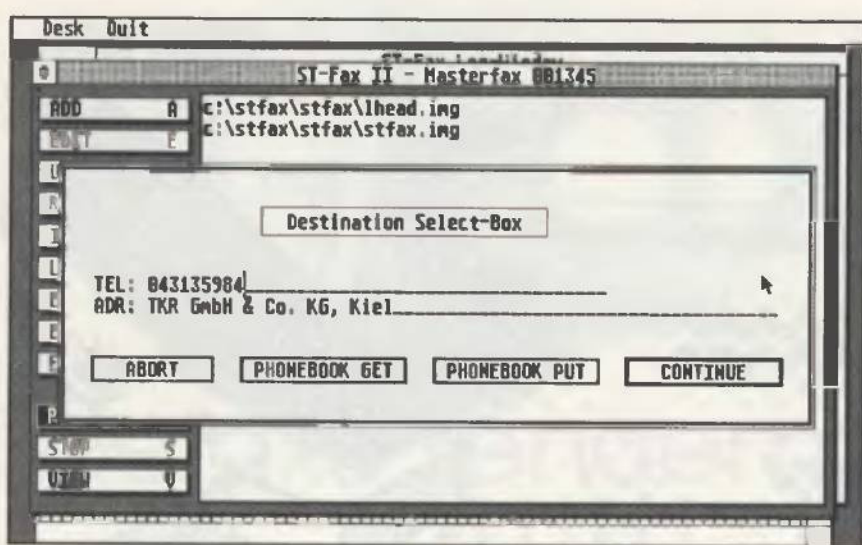 Desk Quit
ST-Fax II - Masterfax 001345
ADD A
c:\stfax\stfax\lhead.img
EDIT E
c:\stfax\stfax\stfax.img
U
R
I
L
E
E
F
Destination Select-Box
TEL: 043135984
ADR: TKR GmbH & Co. KG, Kiel
ABORT
PHONEBOOK GET
PHONEBOOK PUT
CONTINUE
P
STOP S
VIEW V